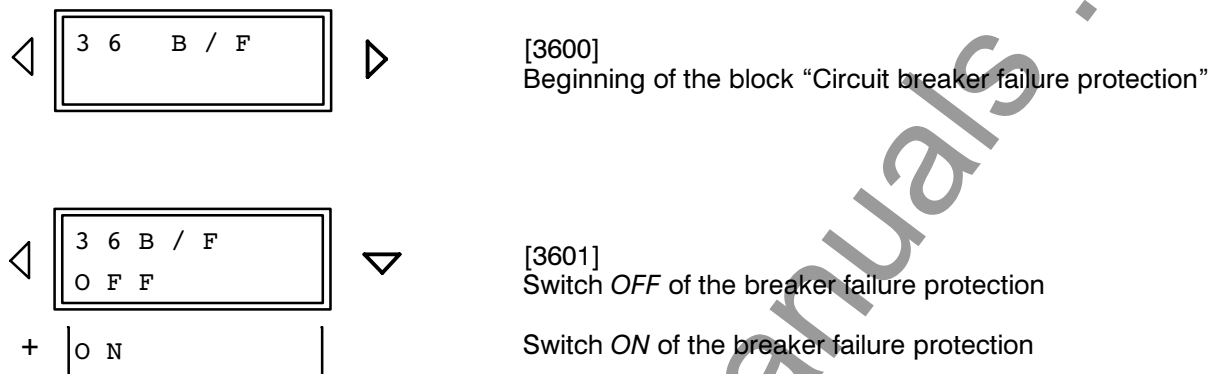 3 6 B / F
[3600]
Beginning of the block “Circuit breaker failure protection”
3 6 B / F
O F F
[3601]
Switch OFF of the breaker failure protection
+ O N
Switch ON of the breaker failure protection
anuals .